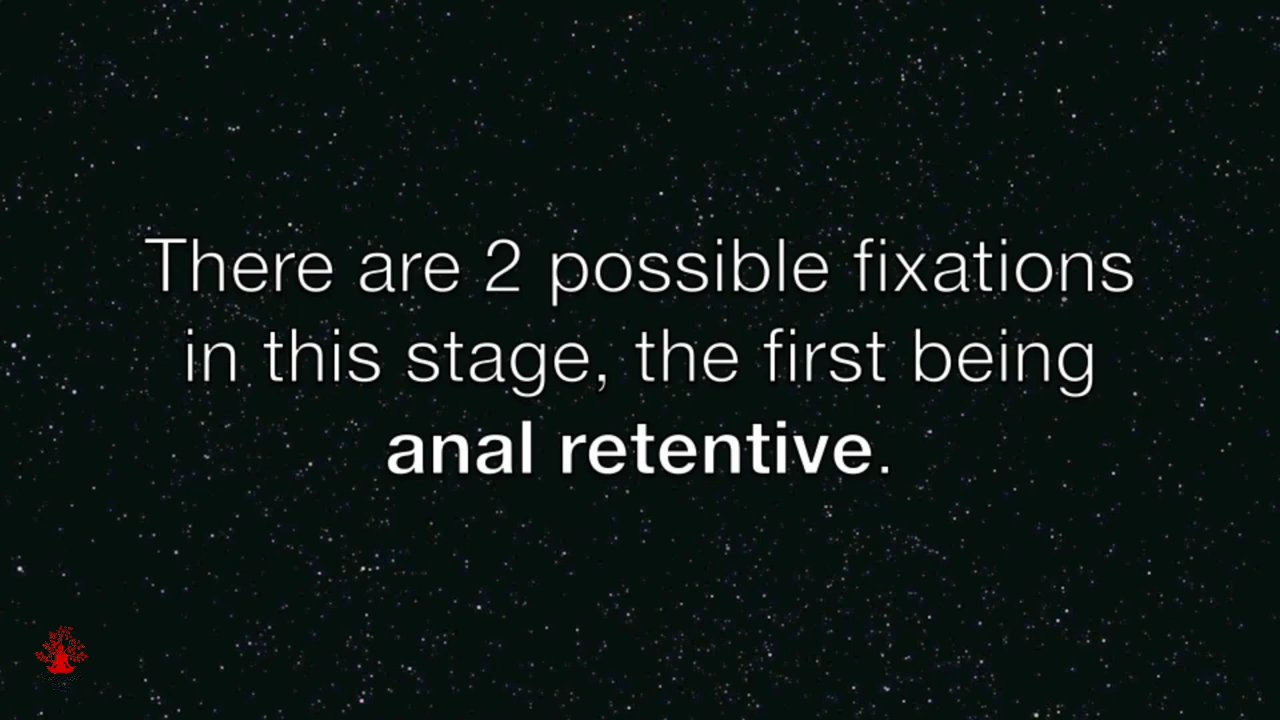 There are 2 possible fixations
in this stage, the first being
anal retentive.